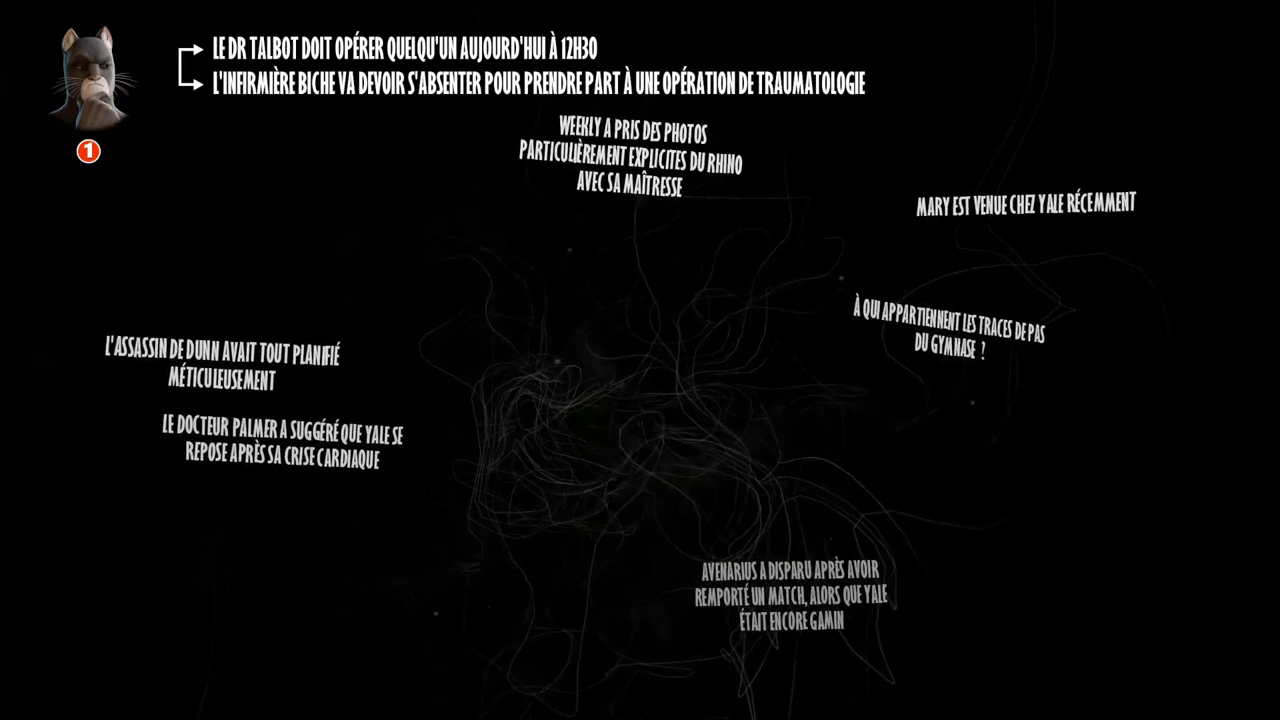 LE DR TALBOT DOIT OPÉRER QUELQU'UN AUJOURD'HUI À 12H30
L'INFIRMIÈRE BICHE VA DEVOIR S'ABSENTER POUR PRENDRE PART À UNE OPÉRATION DE TRAUMATOLOGIE
1
WEEKLY A PRIS DES PHOTOS
PARTICULIÈREMENT EXPLICITES DU RHINO
AVEC SA MAÎTRESSE
MARY EST VENUE CHEZ YALE RÉCEMMENT
À QUI APPARTIENNENT LES TRACES DE PAS
DU GYMNASE ?
L'ASSASSIN DE DUNN AVAIT TOUT PLANIFIÉ
MÉTICULEUSEMENT
LE DOCTEUR PALMER A SUGGÉRÉ QUE YALE SE
REPOSE APRÈS SA CRISE CARDIAQUE
AVENARIUS A DISPARU APRÈS AVOIR
REMPORTÉ UN MATCH, ALORS QUE YALE
ÉTAIT ENCORE GAMIN